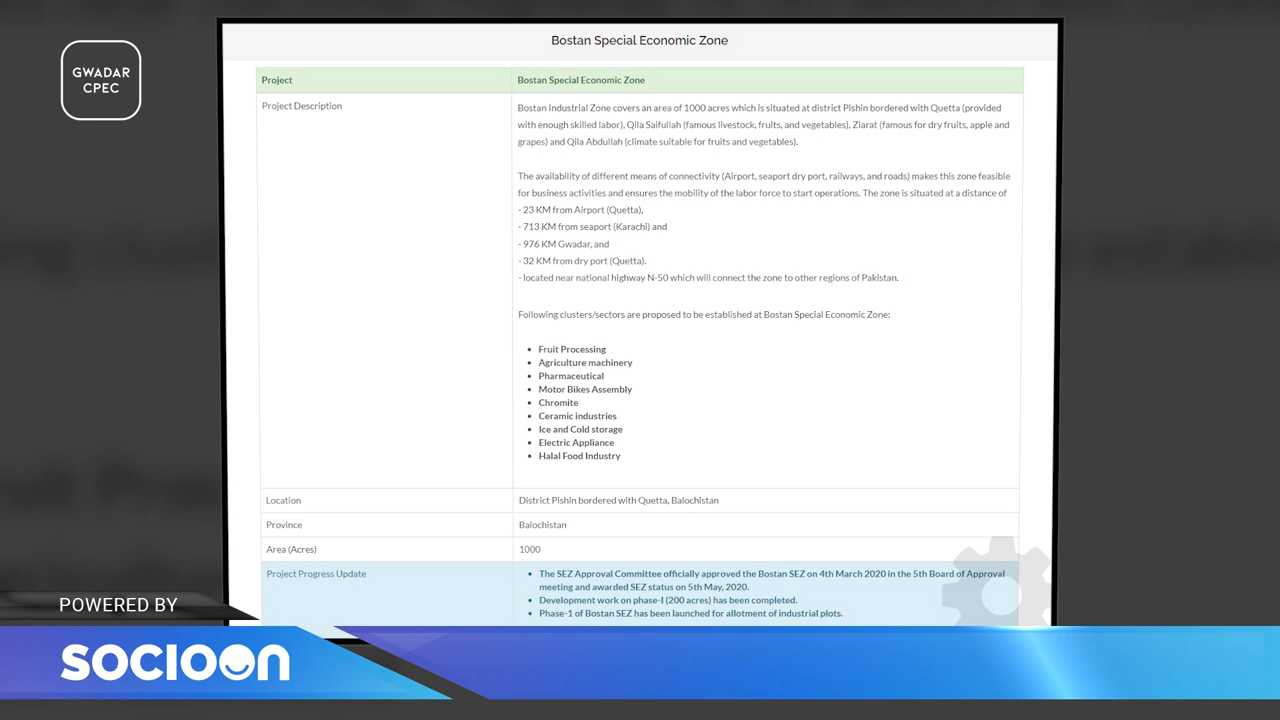 GWADAR
CPEC
Bostan Special Economic Zone
Project
Bostan Special Economic Zone
Project Description
Bostan Industrial Zone covers an area of 1000 acres which is situated at district Pishin bordered with Quetta (provided
with enough skilled labor), Qila Saifullah (famous livestock, fruits, and vegetables), Ziarat (famous for dry fruits, apple and
grapes) and Qila Abdullah (climate suitable for fruits and vegetables).
The availability of different means of connectivity (Airport, seaport dry port, railways, and roads) makes this zone feasible
for business activities and ensures the mobility of the labor force to start operations. The zone is situated at a distance of
- 23 KM from Airport (Quetta),
- 713 KM from seaport (Karachi) and
- 976 KM Gwadar, and
- 32 KM from dry port (Quetta).
- located near national highway N-50 which will connect the zone to other regions of Pakistan.
Following clusters/sectors are proposed to be established at Bostan Special Economic Zone:
• Fruit Processing
• Agriculture machinery
• Pharmaceutical
• Motor Bikes Assembly
• Chromite
• Ceramic industries
• Ice and Cold storage
• Electric Appliance
• Halal Food Industry
Location
District Pishin bordered with Quetta, Balochistan
Province
Balochistan
Area (Acres)
1000
Project Progress Update
• The SEZ Approval Committee officially approved the Bostan SEZ on 4th March 2020 in the 5th Board of Approval
meeting and awarded SEZ status on 5th May, 2020.
• Development work on phase-I (200 acres) has been completed.
• Phase-1 of Bostan SEZ has been launched for allotment of industrial plots.
POWERED BY
SOCIOON